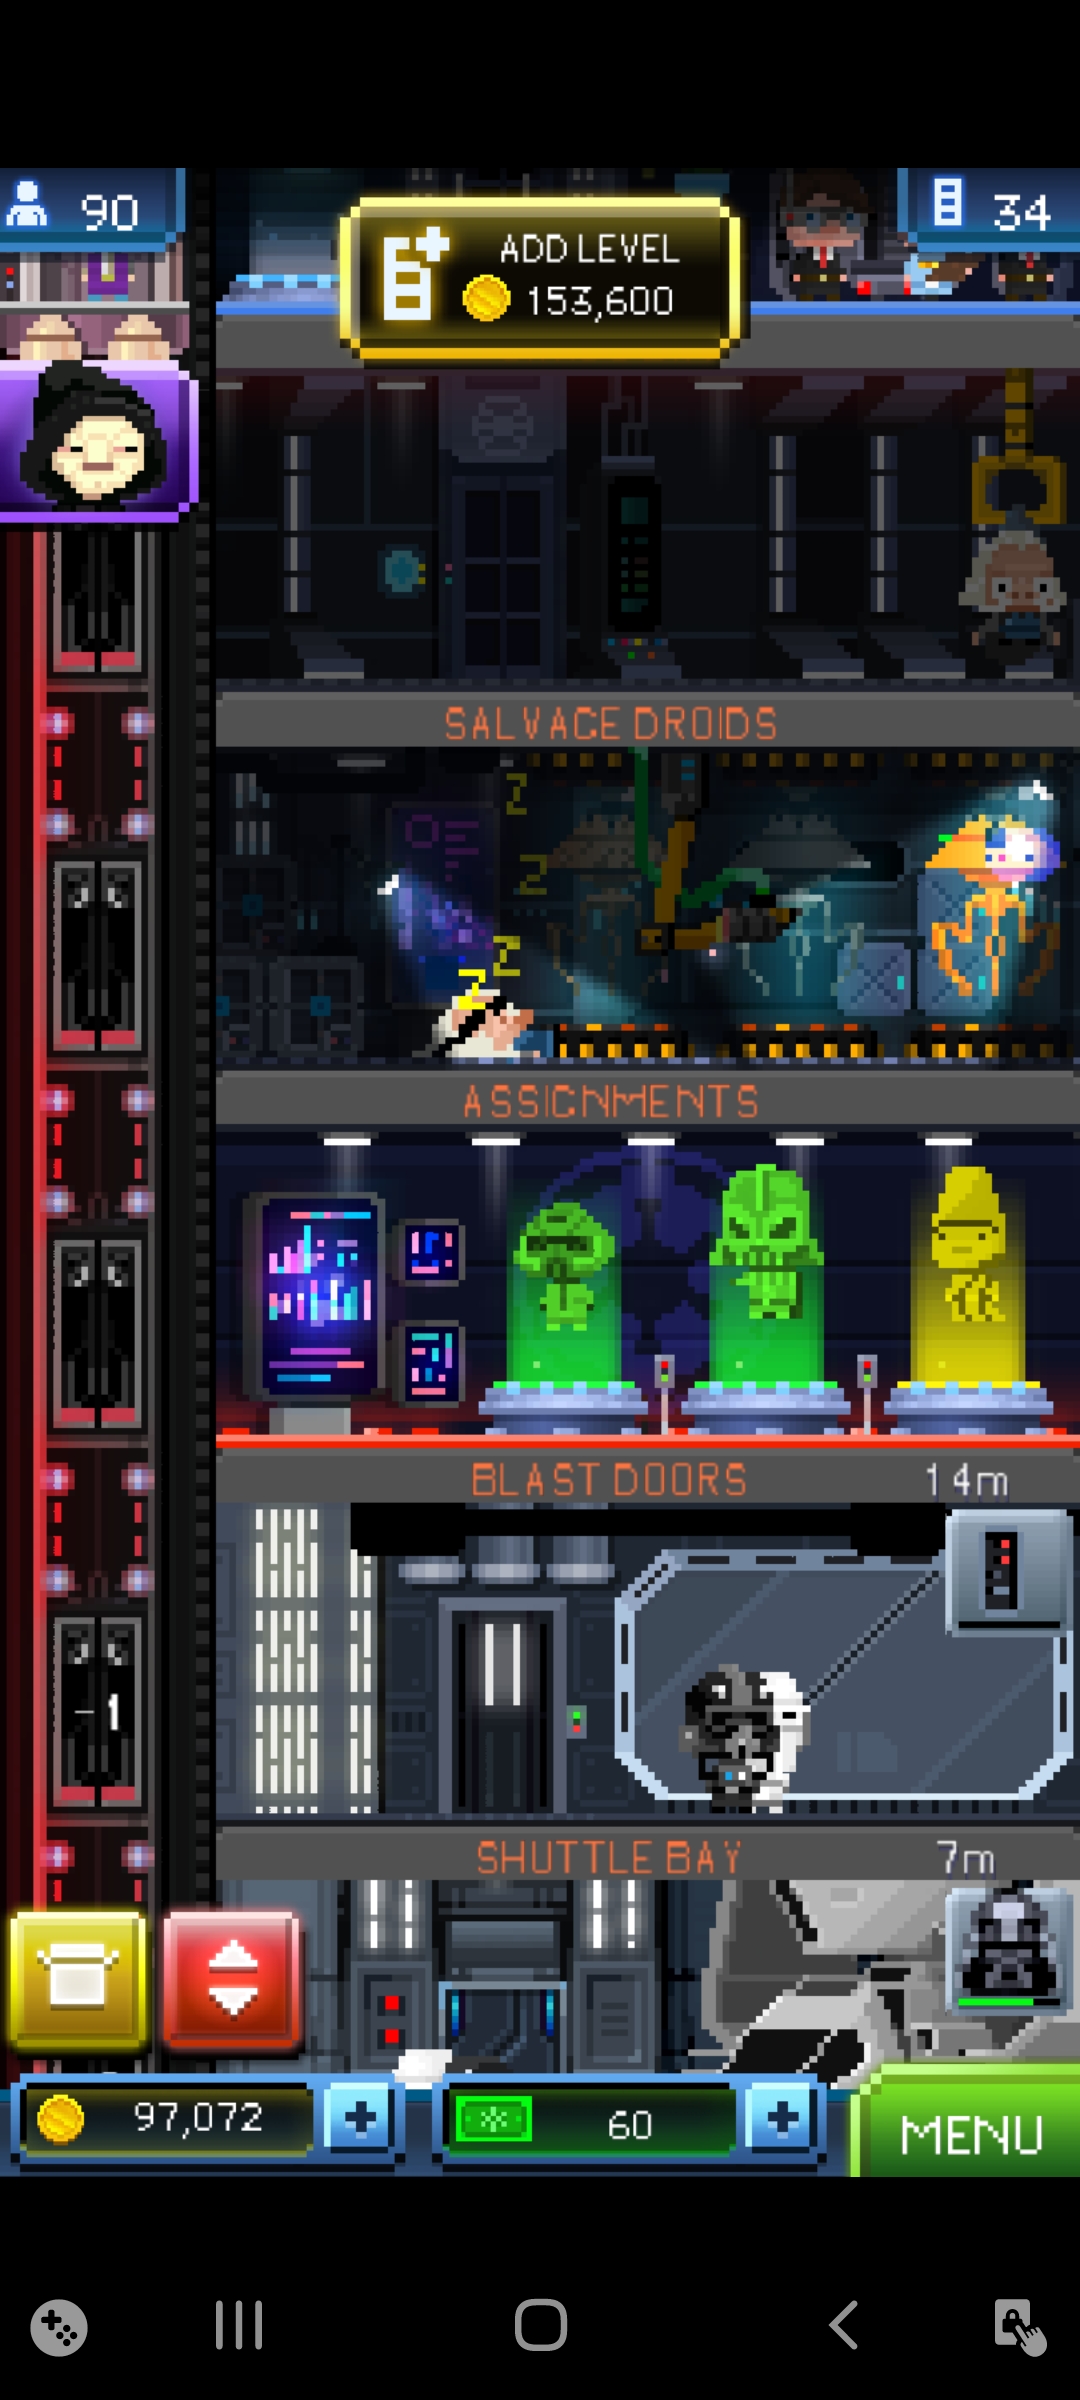 90
34
ADD LEVEL
153,600
SALVAGE DROIDS
Z
Z
Z
Z
ASSIGNMENTS
BLAST DOORS 14m
-1
SHUTTLE BAY 7m
97,072
60
MENU